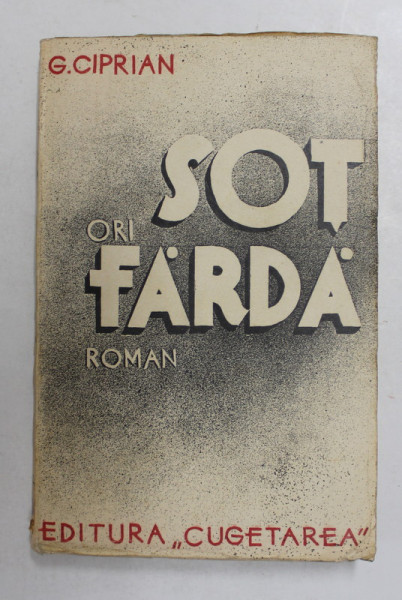 G.CIPRIAN
SOȚ
ORI
FĂRDĂ
ROMAN
EDITURA „CUGETAREA"